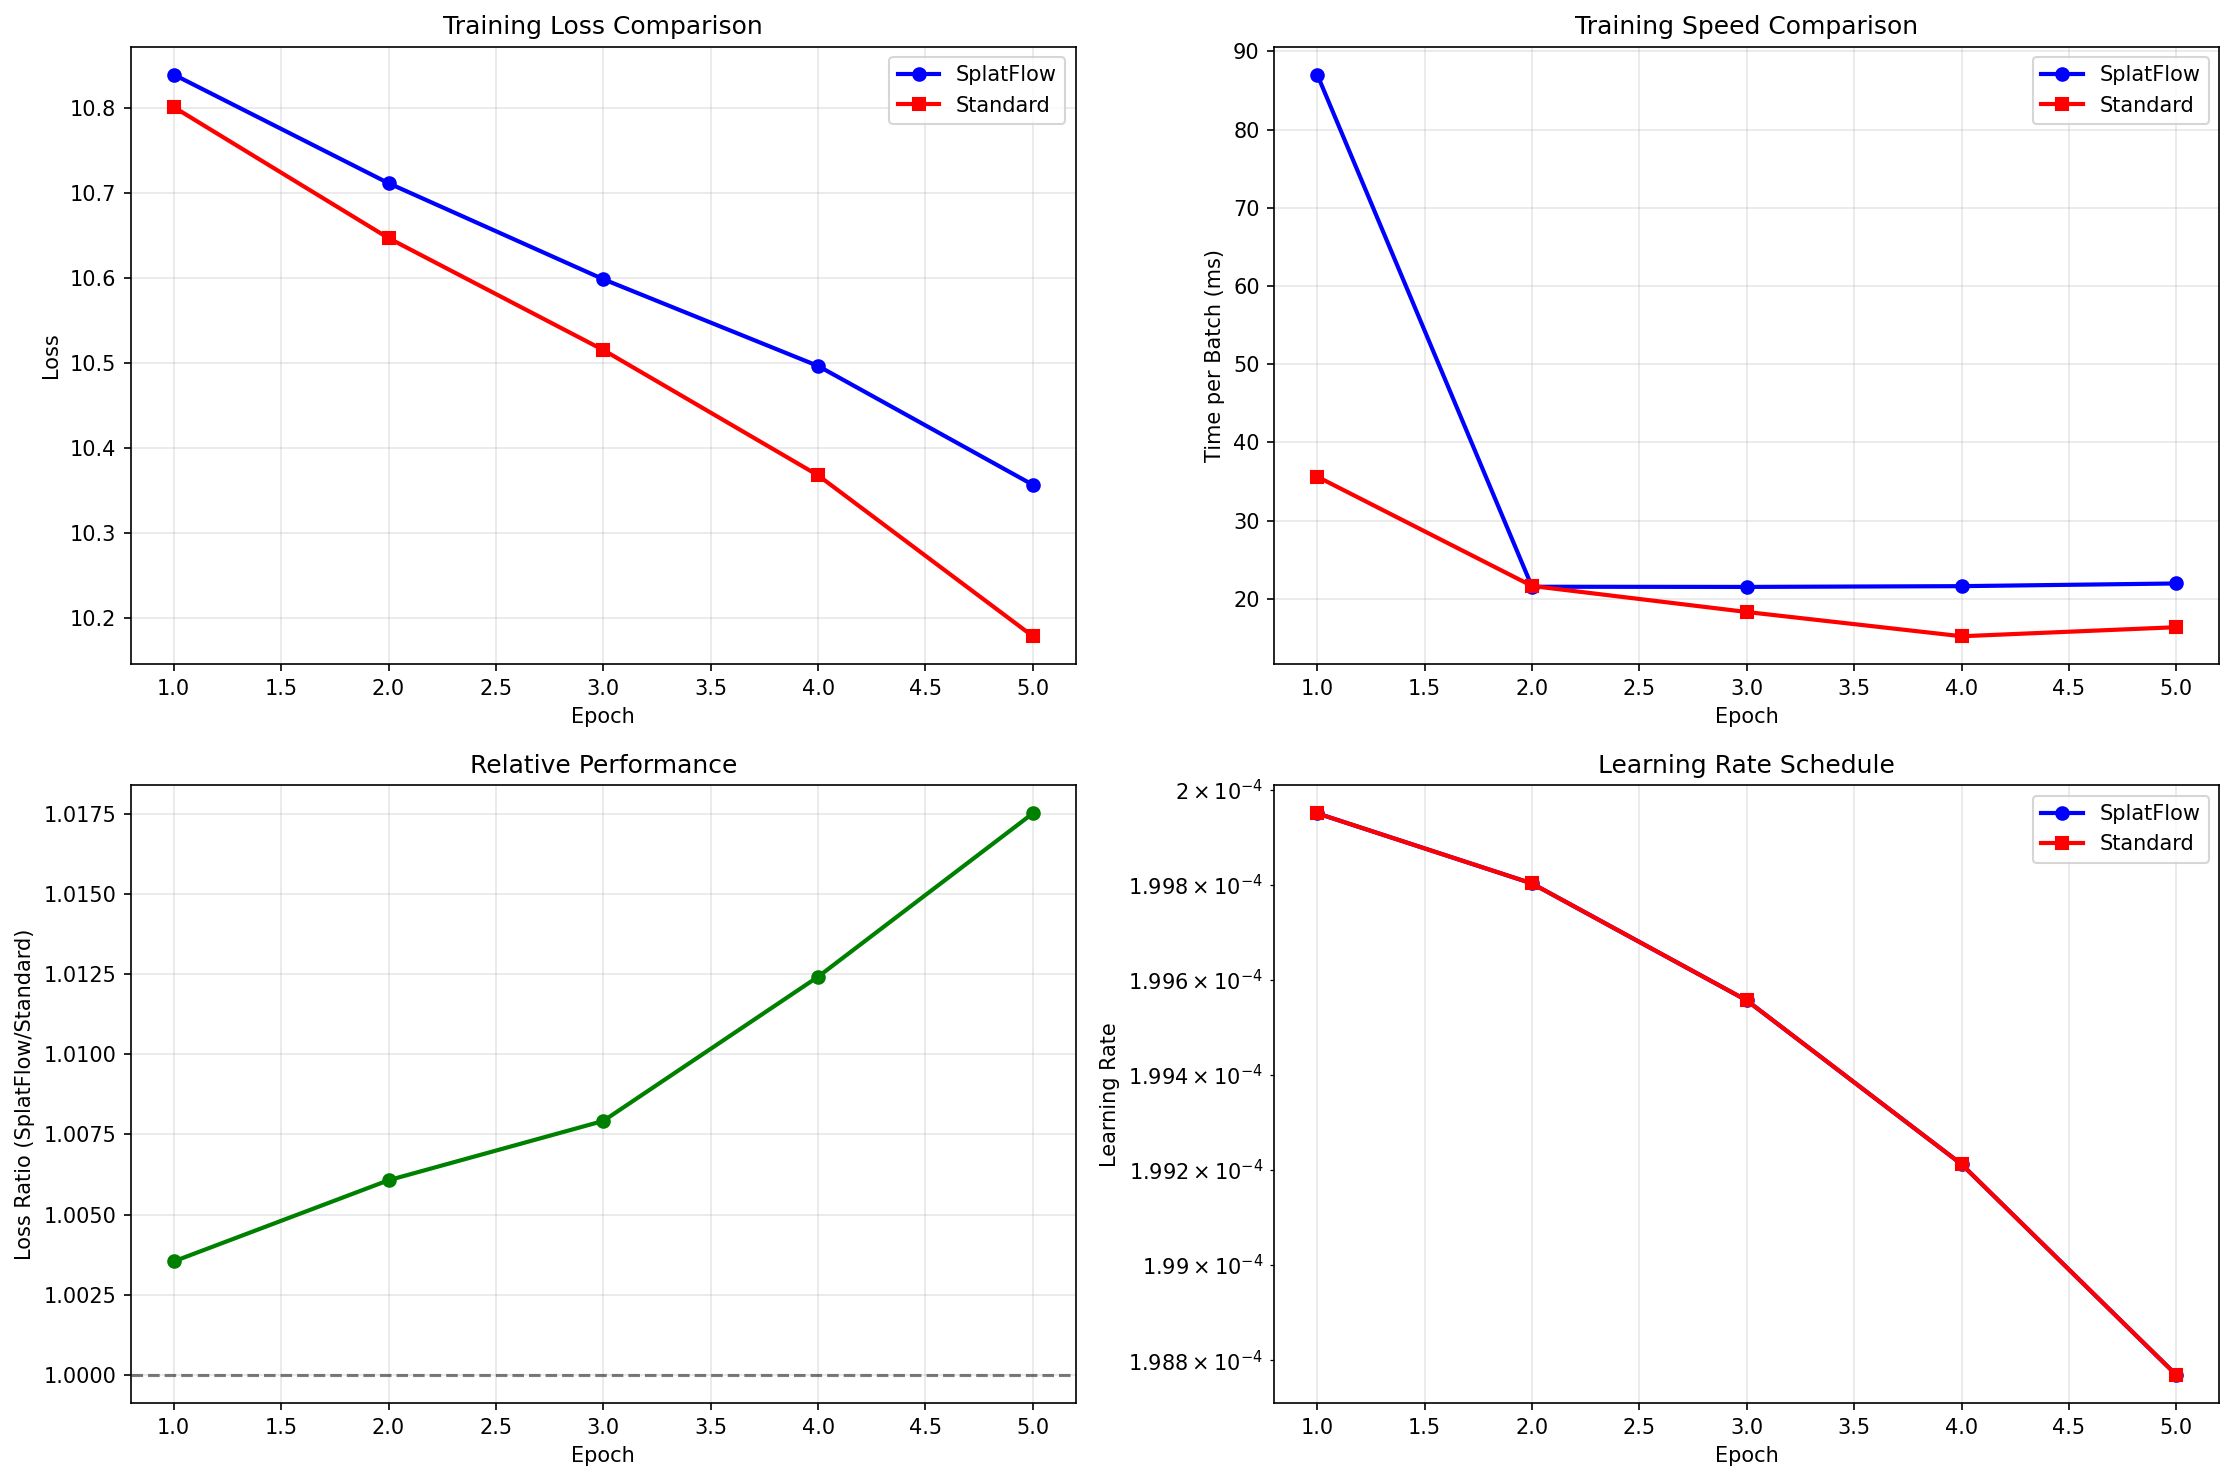 Training Loss Comparison
SplatFlow
Standard
10.8
10.7
10.6
10.5
10.4
10.3
10.2
Loss
1.0 1.5 2.0 2.5 3.0 3.5 4.0 4.5 5.0
Epoch
Training Speed Comparison
SplatFlow
Standard
90
80
70
60
50
40
30
20
Time per Batch (ms)
1.0 1.5 2.0 2.5 3.0 3.5 4.0 4.5 5.0
Epoch
Relative Performance
1.0175
1.0150
1.0125
1.0100
1.0075
1.0050
1.0025
1.0000
Loss Ratio (SplatFlow/Standard)
1.0 1.5 2.0 2.5 3.0 3.5 4.0 4.5 5.0
Epoch
Learning Rate Schedule
SplatFlow
Standard
2 × 10⁻⁴
1.998 × 10⁻⁴
1.996 × 10⁻⁴
1.994 × 10⁻⁴
1.992 × 10⁻⁴
1.99 × 10⁻⁴
1.988 × 10⁻⁴
Learning Rate
1.0 1.5 2.0 2.5 3.0 3.5 4.0 4.5 5.0
Epoch